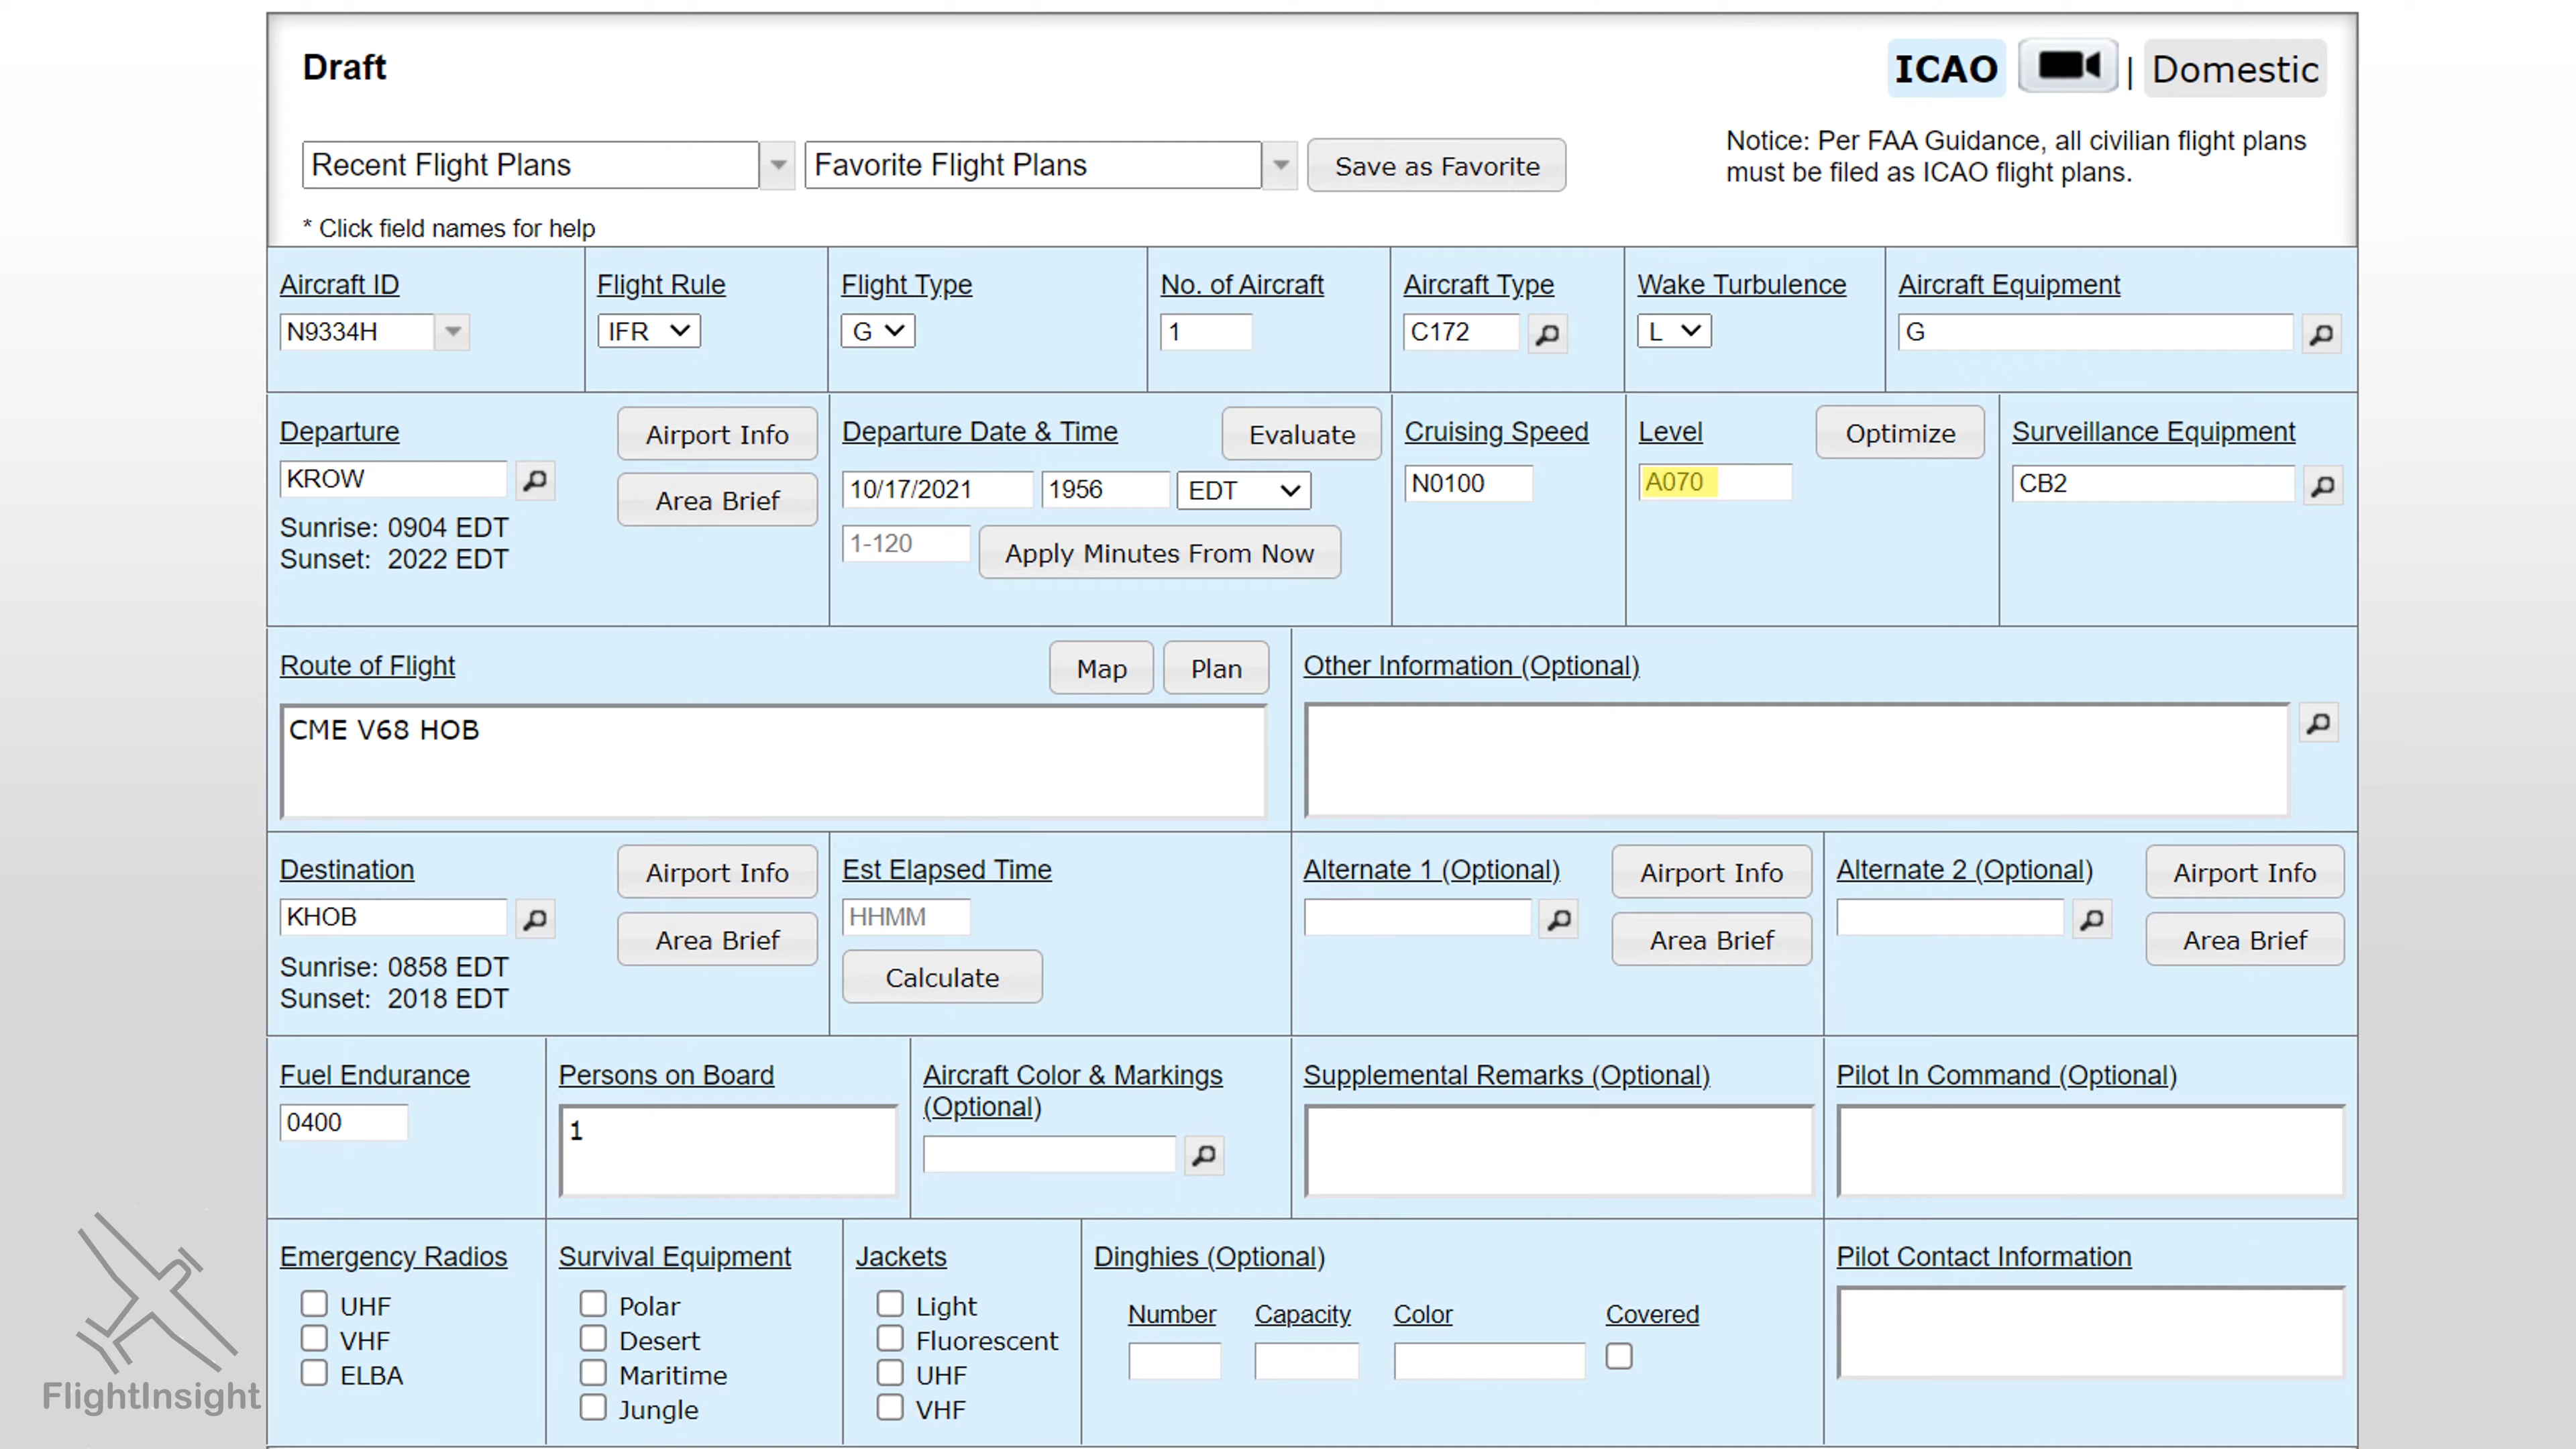 Draft
ICAO | Domestic
Recent Flight Plans Favorite Flight Plans Save as Favorite
Notice: Per FAA Guidance, all civilian flight plans
must be filed as ICAO flight plans.
* Click field names for help
Aircraft ID Flight Rule Flight Type No. of Aircraft Aircraft Type Wake Turbulence Aircraft Equipment
N9334H IFR G 1 C172 L G
Departure Airport Info Departure Date & Time Evaluate Cruising Speed Level Optimize Surveillance Equipment
KROW Area Brief 10/17/2021 1956 EDT N0100 A070 CB2
Sunrise: 0904 EDT
Sunset: 2022 EDT
1-120 Apply Minutes From Now
Route of Flight Map Plan Other Information (Optional)
CME V68 HOB
Destination Airport Info Est Elapsed Time Alternate 1 (Optional) Airport Info Alternate 2 (Optional) Airport Info
KHOB Area Brief HHMM Area Brief Area Brief
Sunrise: 0858 EDT
Sunset: 2018 EDT
Calculate
Fuel Endurance Persons on Board Aircraft Color & Markings
(Optional)
Supplemental Remarks (Optional) Pilot In Command (Optional)
0400 1
Emergency Radios Survival Equipment Jackets Dinghies (Optional) Pilot Contact Information
UHF Polar Light Number Capacity Color Covered
VHF Desert Fluorescent
ELBA Maritime UHF
Jungle VHF
FlightInsight